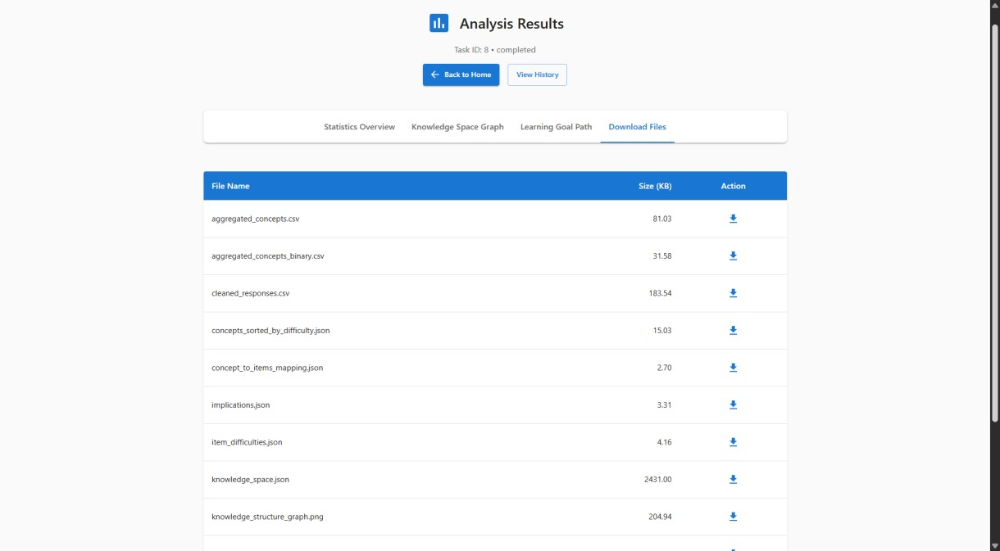 Analysis Results
Task ID: 8 • completed
Back to Home
View History
Statistics Overview Knowledge Space Graph Learning Goal Path Download Files
File Name Size (KB) Action
aggregated_concepts.csv 81.03
aggregated_concepts_binary.csv 31.58
cleaned_responses.csv 183.54
concepts_sorted_by_difficulty.json 15.03
concept_to_items_mapping.json 2.70
implications.json 3.31
item_difficulties.json 4.16
knowledge_space.json 2431.00
knowledge_structure_graph.png 204.94